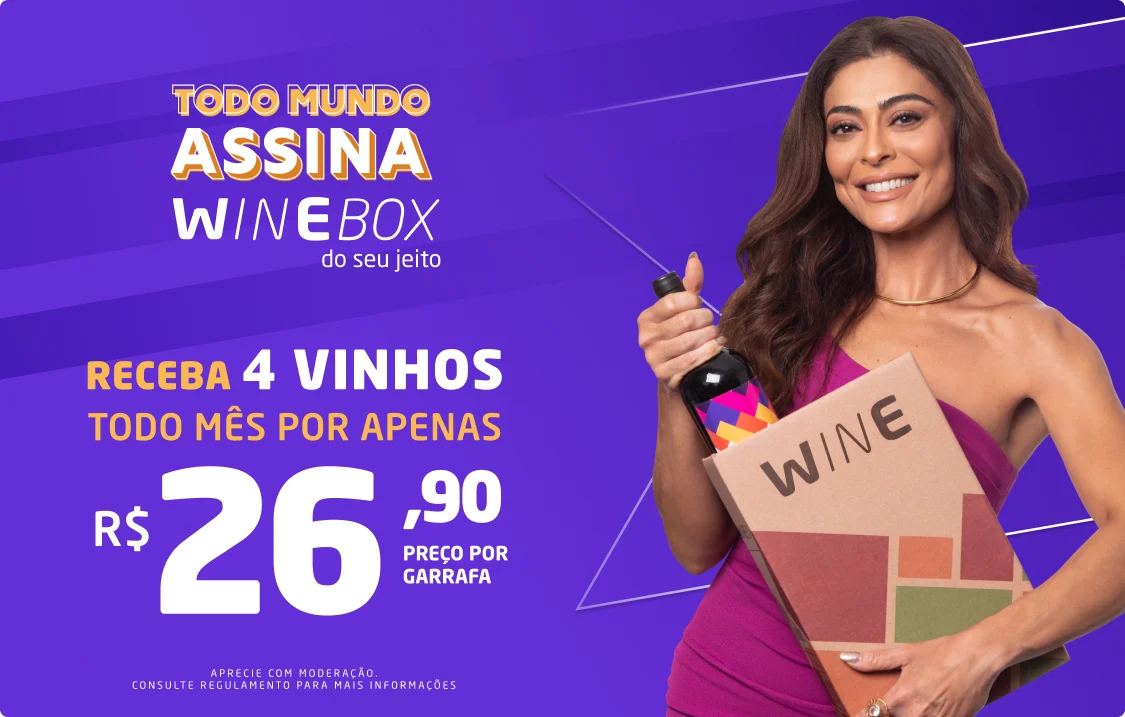 TODO MUNDO
ASSINA
WINEBOX
do seu jeito
RECEBA 4 VINHOS
TODO MÊS POR APENAS
R$ 26,90
PREÇO POR
GARRAFA
APRECIE COM MODERAÇÃO.
CONSULTE REGULAMENTO PARA MAIS INFORMAÇÕES
WINE